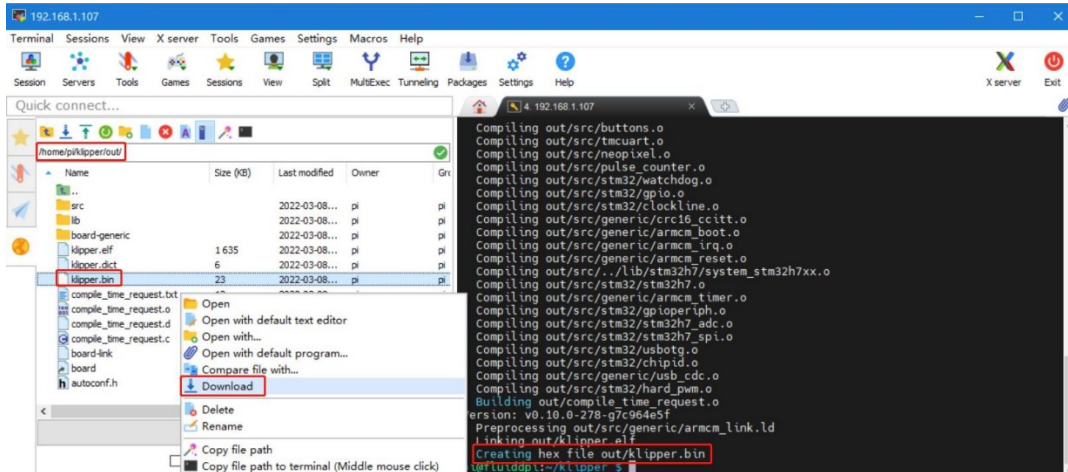 192.168.1.107
Terminal Sessions View X server Tools Games Settings Macros Help
Session Servers Tools Games Sessions View Split MultiExec Tunneling Packages Settings Help X server Exit
Quick connect...
4. 192.168.1.107
/home/pi/klipper/out/
Name Size (KB) Last modified Owner
..
src 2022-03-08... pi pi
lib 2022-03-08... pi pi
board-generic 2022-03-08... pi pi
klipper.elf 1 635 2022-03-08... pi pi
klipper.dict 6 2022-03-08... pi pi
klipper.bin 23 2022-03-08... pi pi
compile_time_request.txt
compile_time_request.o
compile_time_request.d
compile_time_request.c
board-link
board
autoconf.h
Open
Open with default text editor
Open with...
Open with default program...
Compare file with...
Download
Delete
Rename
Copy file path
Copy file path to terminal (Middle mouse click)
Compiling out/src/buttons.o
Compiling out/src/tmcuart.o
Compiling out/src/neopixel.o
Compiling out/src/pulse_counter.o
Compiling out/src/stm32/watchdog.o
Compiling out/src/stm32/gpio.o
Compiling out/src/stm32/clockline.o
Compiling out/src/generic/crc16_ccitt.o
Compiling out/src/generic/armcm_boot.o
Compiling out/src/generic/armcm_irq.o
Compiling out/src/generic/armcm_reset.o
Compiling out/src/../lib/stm32h7/system_stm32h7xx.o
Compiling out/src/stm32/stm32h7.o
Compiling out/src/generic/armcm_timer.o
Compiling out/src/stm32/gpioperiph.o
Compiling out/src/stm32/stm32h7_adc.o
Compiling out/src/stm32/stm32h7_spi.o
Compiling out/src/stm32/usbotg.o
Compiling out/src/stm32/chipid.o
Compiling out/src/generic/usb_cdc.o
Compiling out/src/stm32/hard_pwm.o
Building out/compile_time_request.o
ersion: v0.10.0-278-g7c964e5f
Preprocessing out/src/generic/armcm_link.ld
Linking out/klipper.elf
Creating hex file out/klipper.bin
i@fluiddpi:~/klipper $